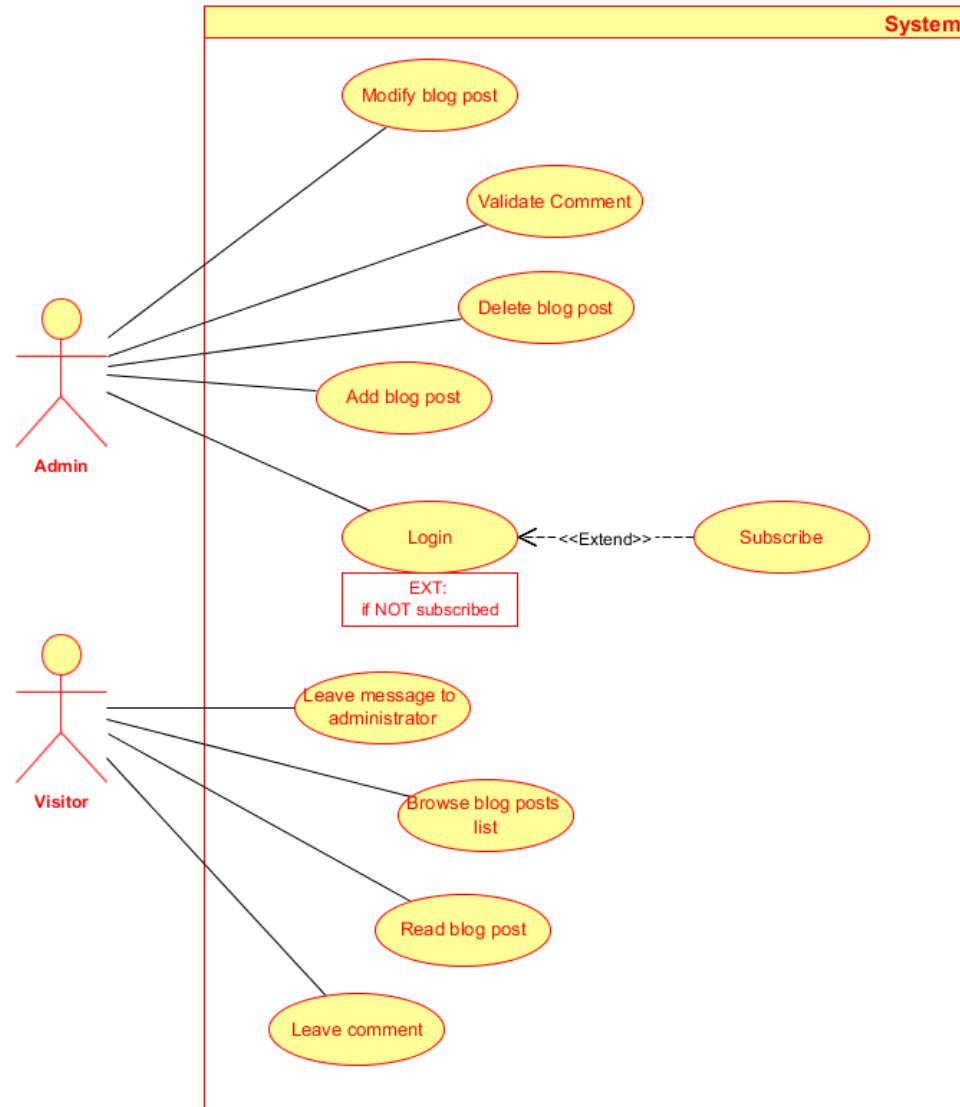 System
Modify blog post
Validate Comment
Delete blog post
Add blog post
Admin
Login
<<Extend>>
Subscribe
EXT:
if NOT subscribed
Leave message to
administrator
Visitor
Browse blog posts
list
Read blog post
Leave comment